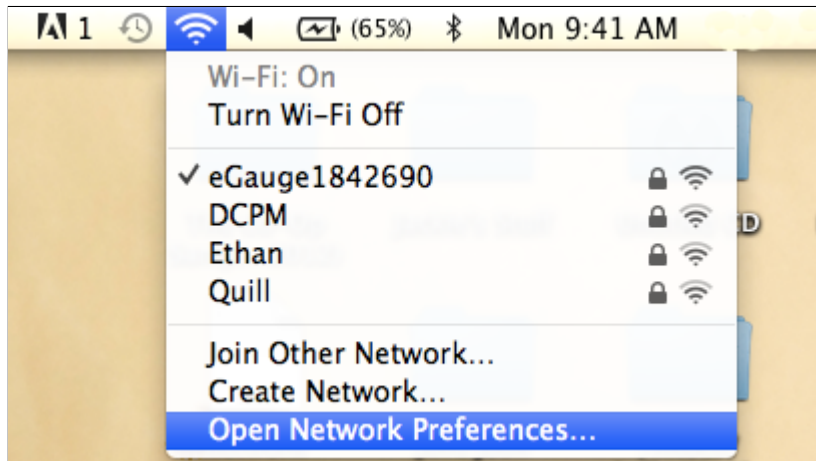 1 (65%) Mon 9:41 AM
Wi-Fi: On
Turn Wi-Fi Off
eGauge1842690
DCPM
D
Ethan
Quill
Join Other Network...
Create Network...
Open Network Preferences...